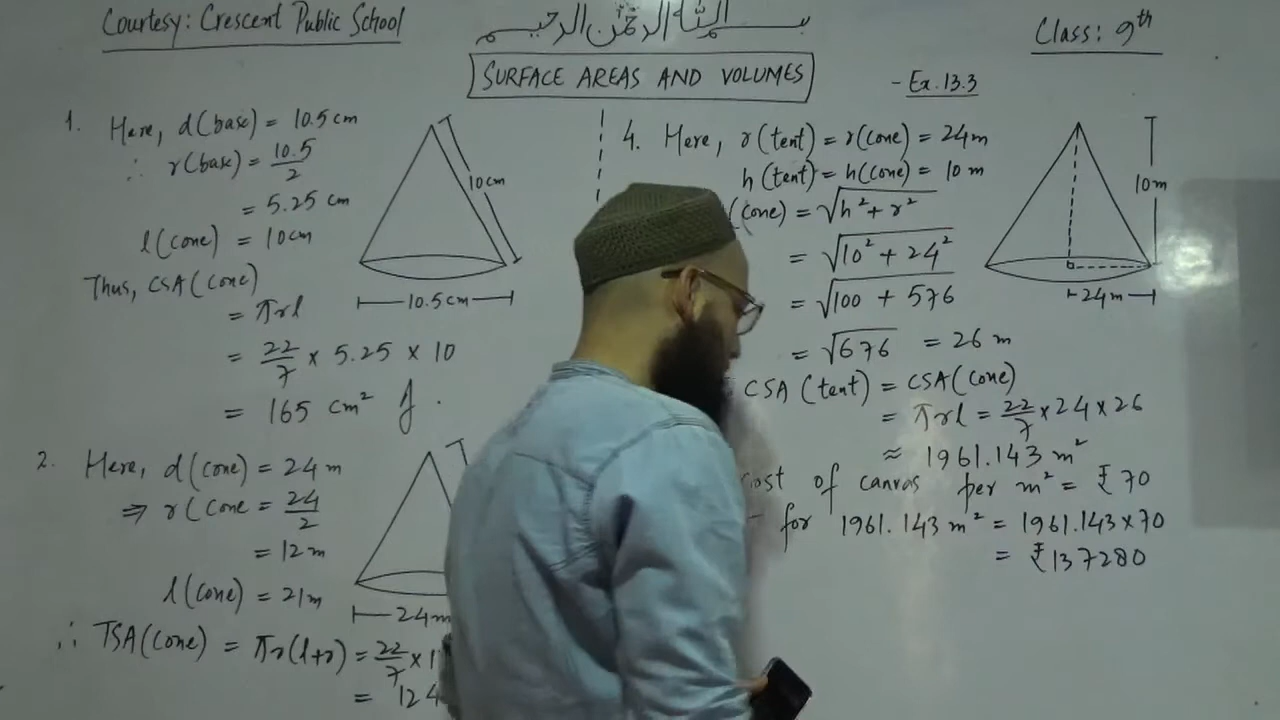 Courtesy: Crescent Public School
بسم الله الرحمن الرحيم
Class: 9th
SURFACE AREAS AND VOLUMES
- Ex. 13.3
1. Here, d(base) = 10.5 cm
∴ r(base) = 10.5/2
= 5.25 cm
l(cone) = 10cm
Thus, CSA(cone)
= πrl
= 22/7 × 5.25 × 10
= 165 cm²
10cm
10.5cm
2. Here, d(cone) = 24 m
⇒ r(cone = 24/2
= 12 m
l(cone) = 21m
∴ TSA(cone) = πr(l+r) = 22/7 × 1
= 124
24m
4. Here, r(tent) = r(cone) = 24m
h(tent) = h(cone) = 10 m
(cone) = √h² + r²
= √10² + 24²
= √100 + 576
= √676 = 26 m
CSA (tent) = CSA(cone)
= πrl = 22/7 × 24 × 26
≈ 1961.143 m²
cost of canvas per m² = ₹ 70
for 1961.143 m² = 1961.143 × 70
= ₹ 137280
10m
24m